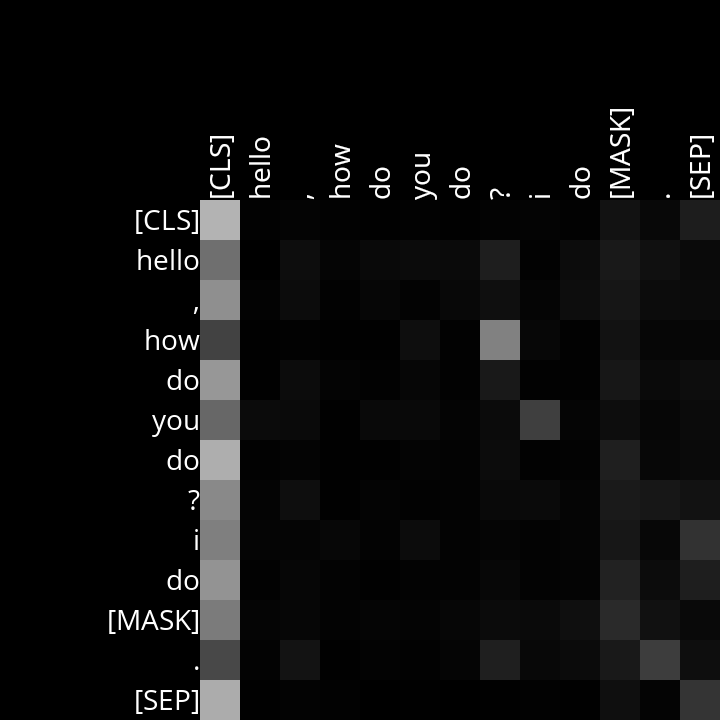 [CLS] hello , how do you do ? i do [MASK] . [SEP]
[CLS]
hello
,
how
do
you
do
?
i
do
[MASK]
.
[SEP]